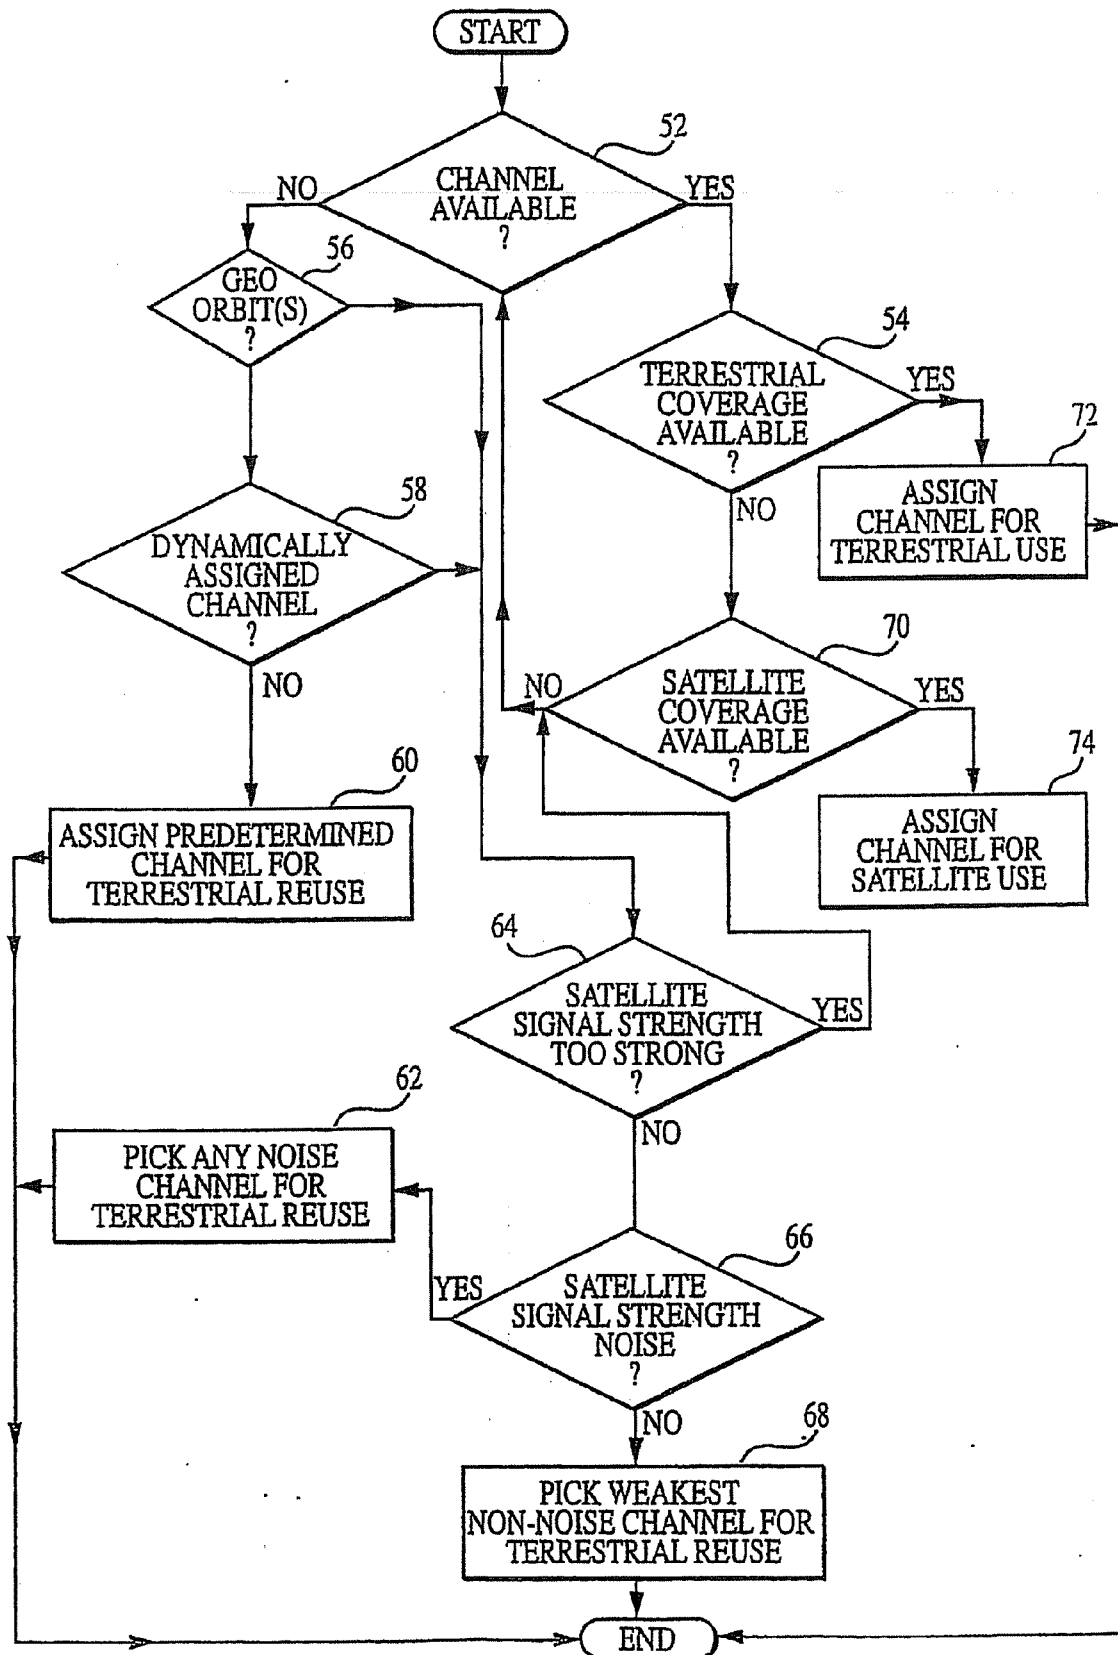 START
52
CHANNEL
AVAILABLE
?
NO
YES
56
GEO
ORBIT(S)
?
54
TERRESTRIAL
COVERAGE
AVAILABLE
?
YES
NO
72
ASSIGN
CHANNEL FOR
TERRESTRIAL USE
58
DYNAMICALLY
ASSIGNED
CHANNEL
?
NO
70
SATELLITE
COVERAGE
AVAILABLE
?
NO
YES
74
ASSIGN
CHANNEL FOR
SATELLITE USE
60
ASSIGN PREDETERMINED
CHANNEL FOR
TERRESTRIAL REUSE
64
SATELLITE
SIGNAL STRENGTH
TOO STRONG
?
YES
NO
62
PICK ANY NOISE
CHANNEL FOR
TERRESTRIAL REUSE
66
SATELLITE
SIGNAL STRENGTH
NOISE
?
YES
NO
68
PICK WEAKEST
NON-NOISE CHANNEL FOR
TERRESTRIAL REUSE
END